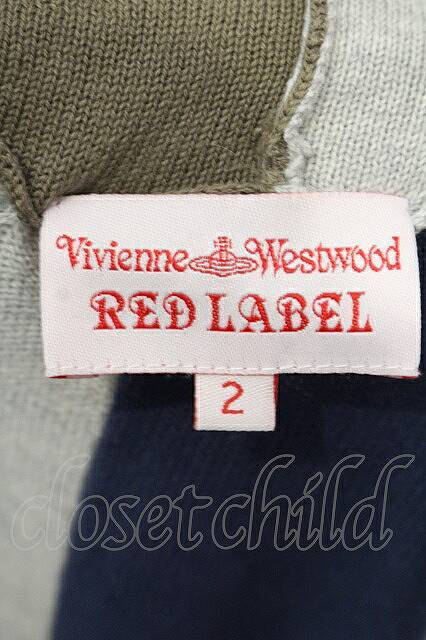 Vivienne Westwood
RED LABEL
2
closetchild